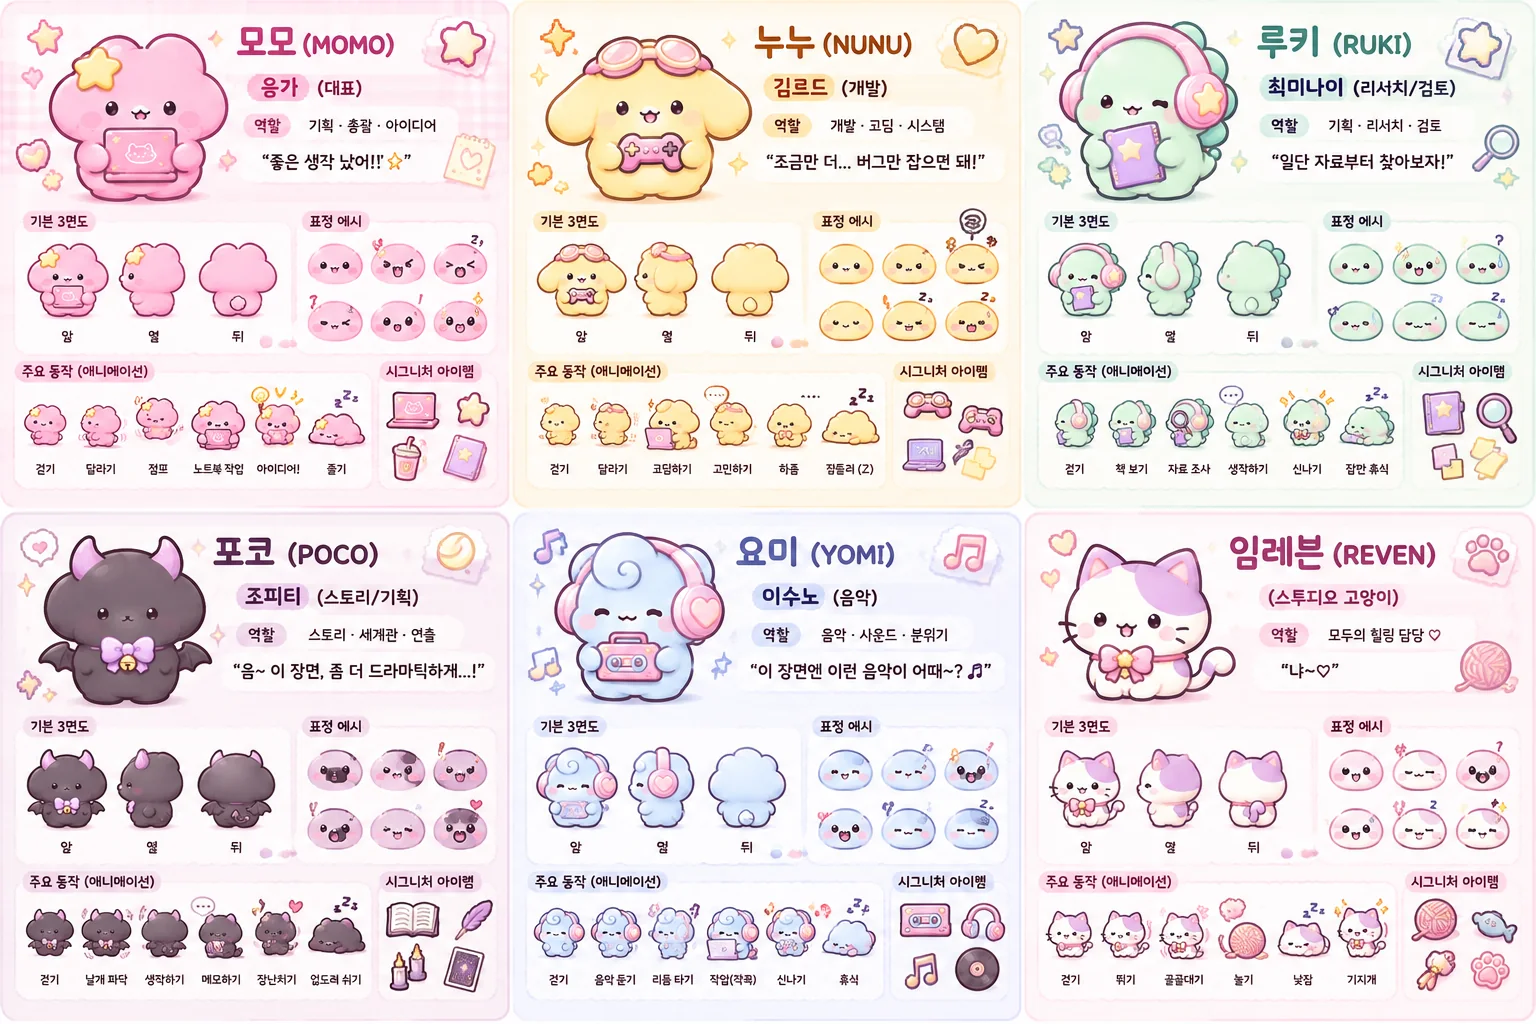 모모 (MOMO)
응가 (대표)
역할 기획 · 총괄 · 아이디어
“좋은 생각 났어!!”
기본 3면도
표정 예시
앞 옆 뒤
주요 동작 (애니메이션)
시그니처 아이템
걷기 달리기 점프 노트북 작업 아이디어! 졸기
누누 (NUNU)
김르드 (개발)
역할 개발 · 코딩 · 시스템
“조금만 더... 버그만 잡으면 돼!”
기본 3면도
표정 예시
옆 뒤
주요 동작 (애니메이션)
시그니처 아이템
걷기 달리기 코딩하기 고민하기 하품 잠들러 (Z)
루키 (RUKI)
최미나이 (리서치/검토)
역할 기획 · 리서치 · 검토
“일단 자료부터 찾아보자!”
기본 3면도
표정 예시
옆 뒤
주요 동작 (애니메이션)
시그니처 아이템
걷기 책 보기 자료 조사 생각하기 신나기 잠깐 휴식
포코 (POCO)
조피티 (스토리/기획)
역할 스토리 · 세계관 · 연출
“음~ 이 장면, 좀 더 드라마틱하게...!”
기본 3면도
표정 예시
옆 뒤
주요 동작 (애니메이션)
시그니처 아이템
걷기 날개 파닥 생각하기 메모하기 장난치기 엎드려 쉬기
요미 (YOMI)
이수노 (음악)
역할 음악 · 사운드 · 분위기
“이 장면엔 이런 음악이 어때~? 🎵”
기본 3면도
표정 예시
뒤
주요 동작 (애니메이션)
시그니처 아이템
걷기 음악 듣기 리듬 타기 작업(작곡) 신나기 휴식
임레븐 (REVEN)
(스튜디오 고양이)
역할 모두의 힐링 담당 ♡
“냐~♡”
기본 3면도
표정 예시
뒤
주요 동작 (애니메이션)
시그니처 아이템
걷기 뛰기 골골대기 놀기 낮잠 기지개